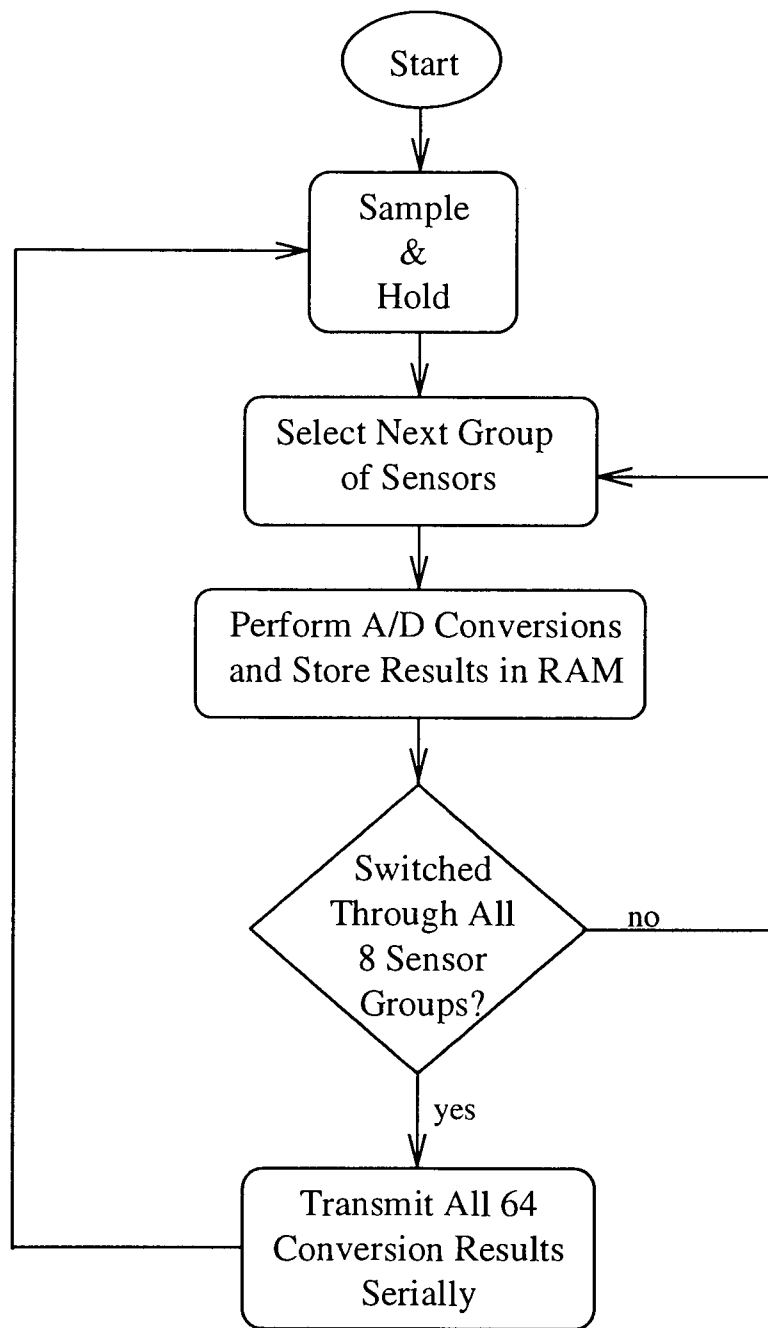 Start
Sample
&
Hold
Select Next Group
of Sensors
Perform A/D Conversions
and Store Results in RAM
Switched
Through All
8 Sensor
Groups?
no
yes
Transmit All 64
Conversion Results
Serially